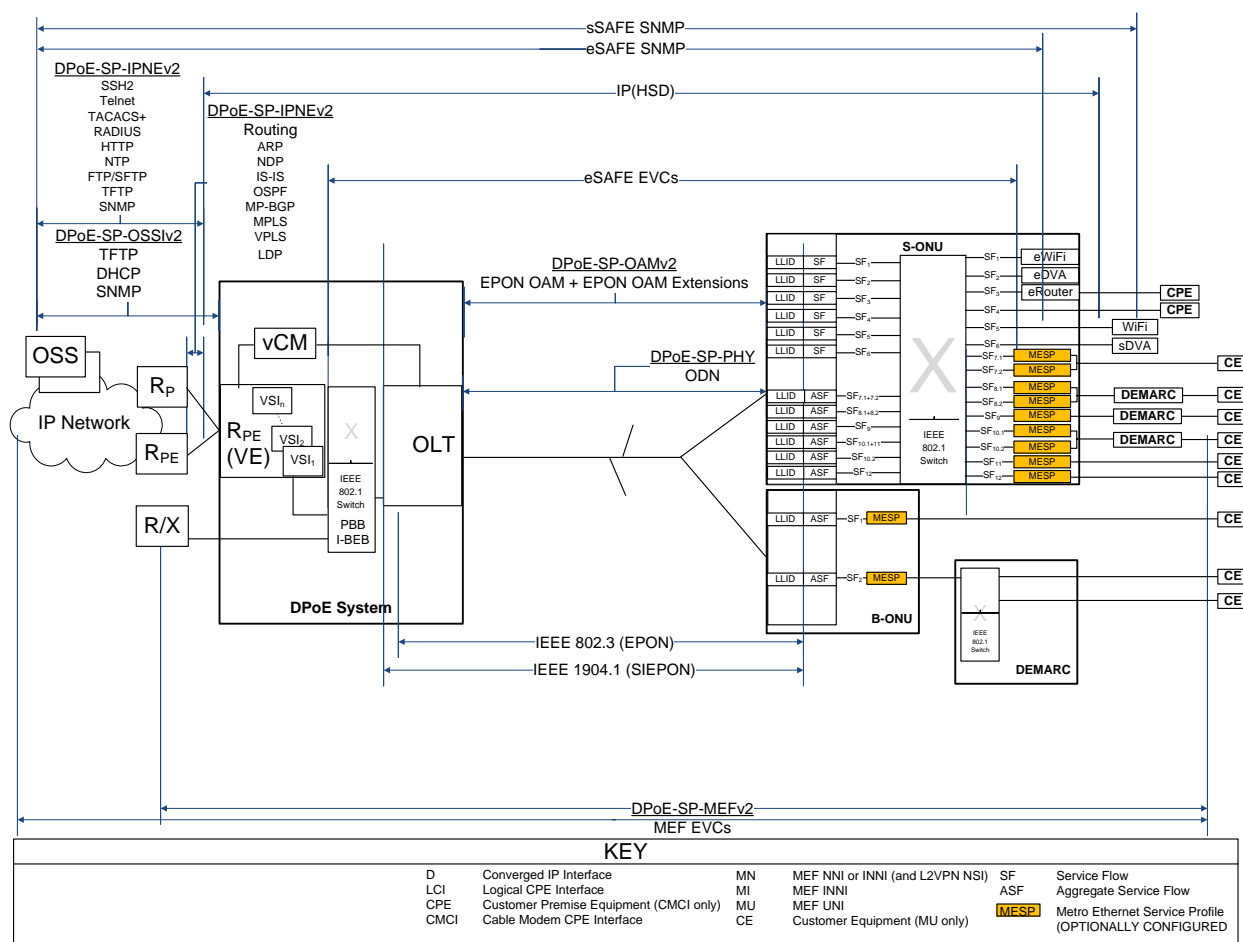 sSAFE SNMP
eSAFE SNMP
DPoE-SP-IPNEv2
SSH2
Telnet
TACACS+
RADIUS
HTTP
NTP
FTP/SFTP
TFTP
SNMP
DPoE-SP-OSSIv2
TFTP
DHCP
SNMP
IP(HSD)
DPoE-SP-IPNEv2
Routing
ARP
NDP
IS-IS
OSPF
MP-BGP
MPLS
VPLS
LDP
eSAFE EVCs
DPoE-SP-OAMv2
EPON OAM + EPON OAM Extensions
DPoE-SP-PHY
ODN
OSS
IP Network
RP
RPE
R/X
vCM
RPE
(VE)
VSIn
VSI2
VSI1
X
IEEE
802.1
Switch
PBB
I-BEB
OLT
DPoE System
S-ONU
LLID SF SF1
LLID SF SF2
LLID SF SF3
LLID SF SF4
LLID SF SF5
LLID SF SF6
LLID ASF SF7.1+7.2
LLID ASF SF8.1+8.2
LLID ASF SF9
LLID ASF SF10.1+11
LLID ASF SF10.2
LLID ASF SF12
X
IEEE
802.1
Switch
SF1 eWiFi
SF2 eDVA
SF3 eRouter CPE
SF4 CPE
SF5 WiFi
SF6 sDVA
SF7.1 MESP CE
SF7.2 MESP
SF8.1 MESP DEMARC CE
SF8.2 MESP
SF9 MESP DEMARC CE
SF10.1 MESP DEMARC CE
SF10.2 MESP
SF11 MESP CE
SF12 MESP CE
LLID ASF SF1 MESP CE
LLID ASF SF2 MESP CE
CE
B-ONU
X
IEEE
802.1
Switch
DEMARC
IEEE 802.3 (EPON)
IEEE 1904.1 (SIEPON)
DPoE-SP-MEFv2
MEF EVCs
KEY
D Converged IP Interface
LCI Logical CPE Interface
CPE Customer Premise Equipment (CMCI only)
CMCI Cable Modem CPE Interface
MN MEF NNI or INNI (and L2VPN NSI)
MI MEF INNI
MU MEF UNI
CE Customer Equipment (MU only)
SF Service Flow
ASF Aggregate Service Flow
MESP Metro Ethernet Service Profile
(OPTIONALLY CONFIGURED